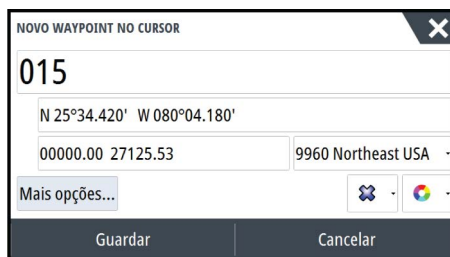 NOVO WAYPOINT NO CURSOR
015
N 25°34.420' W 080°04.180'
00000.00 27125.53 9960 Northeast USA
Mais opções...
Guardar Cancelar